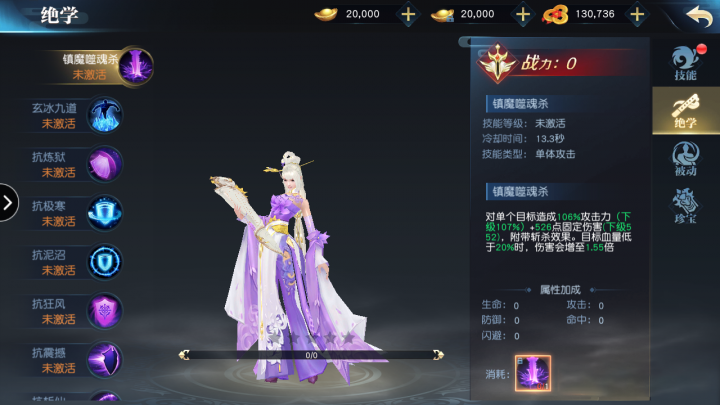 绝学
20,000
20,000
130,736
镇魔噬魂杀
未激活
玄冰九道
未激活
抗炼狱
未激活
抗极寒
未激活
抗泥沼
未激活
抗狂风
未激活
抗震撼
未激活
0/0
战力：0
镇魔噬魂杀
技能等级： 未激活
冷却时间： 13.3秒
技能类型： 单体攻击
镇魔噬魂杀
对单个目标造成106%攻击力（下
级107%）+526点固定伤害(下级5
52)，附带斩杀效果。目标血量低
于20%时，伤害会增至1.55倍
属性加成
生命： 0 攻击： 0
防御： 0 命中： 0
闪避： 0
消耗：
技能
绝学
被动
珍宝